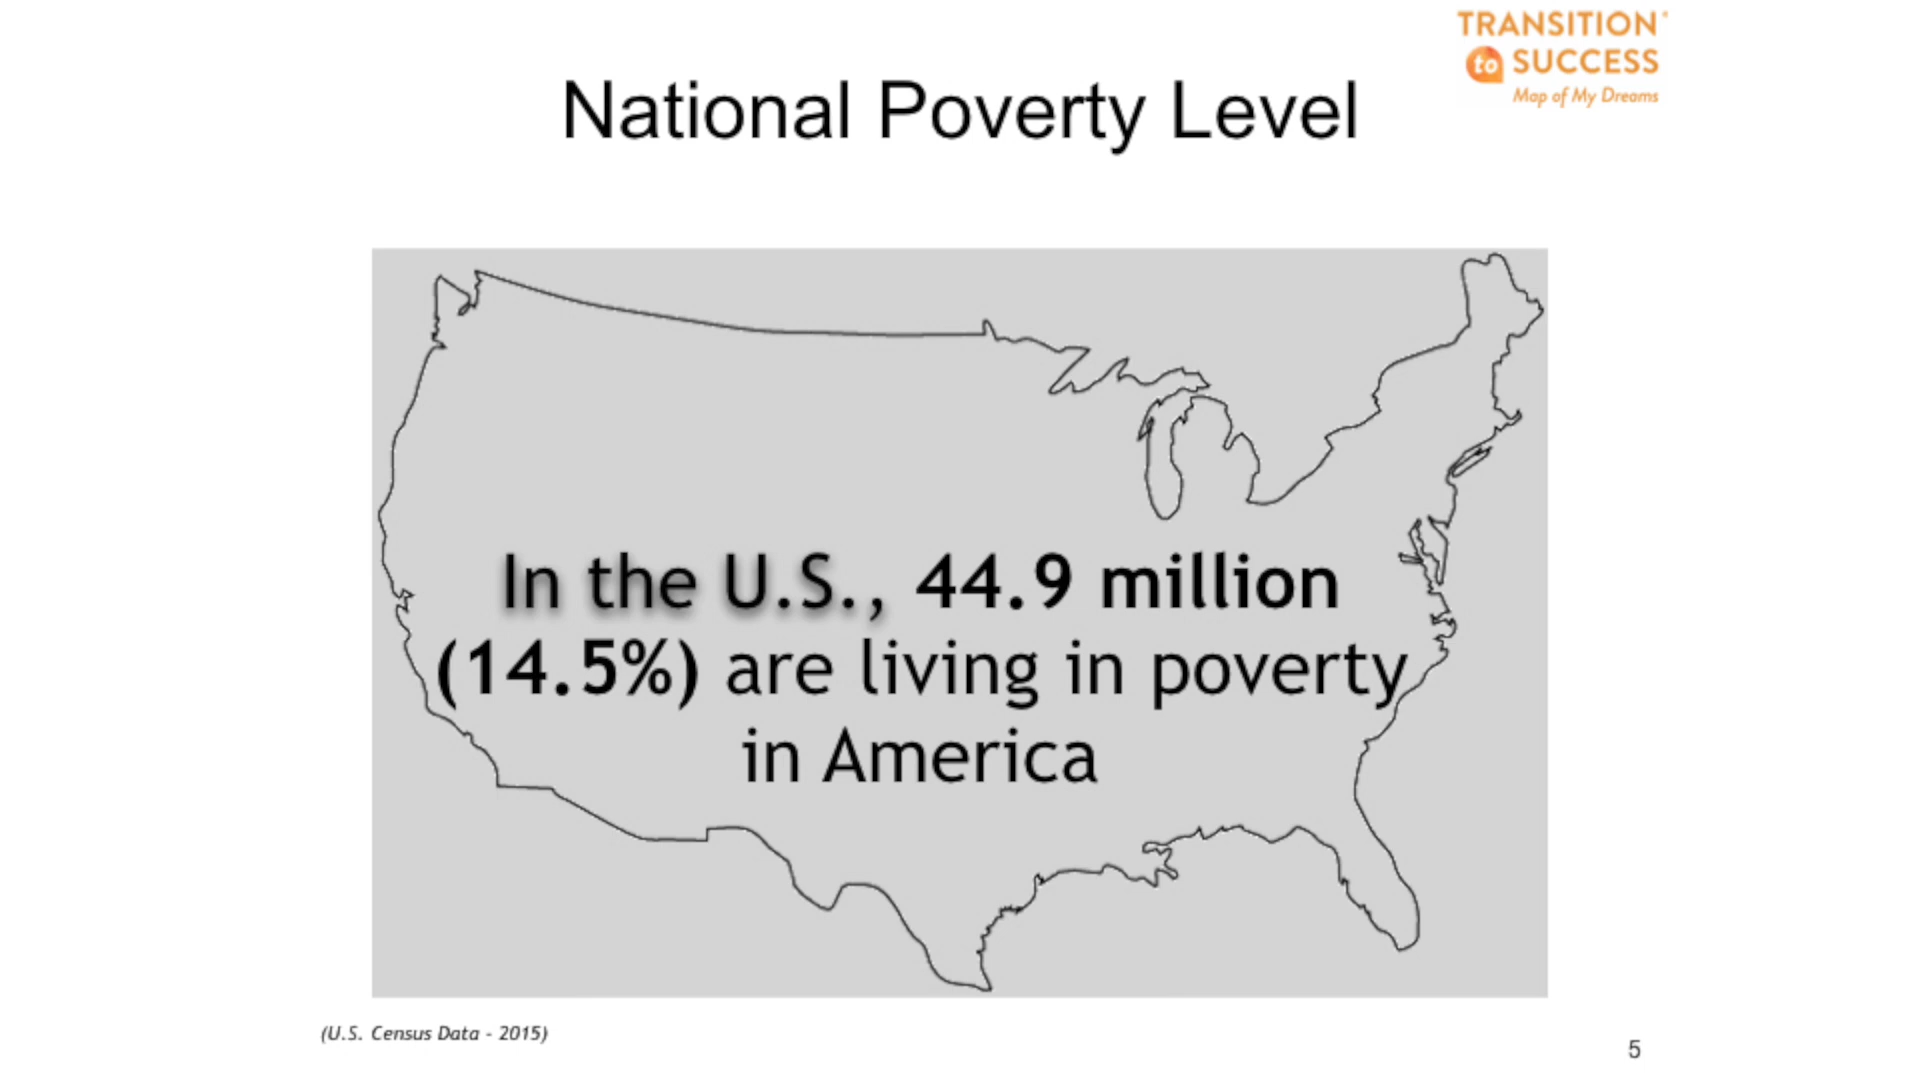 TRANSITION
to SUCCESS
Map of My Dreams
National Poverty Level
In the U.S., 44.9 million
(14.5%) are living in poverty
in America
(U.S. Census Data - 2015)
5